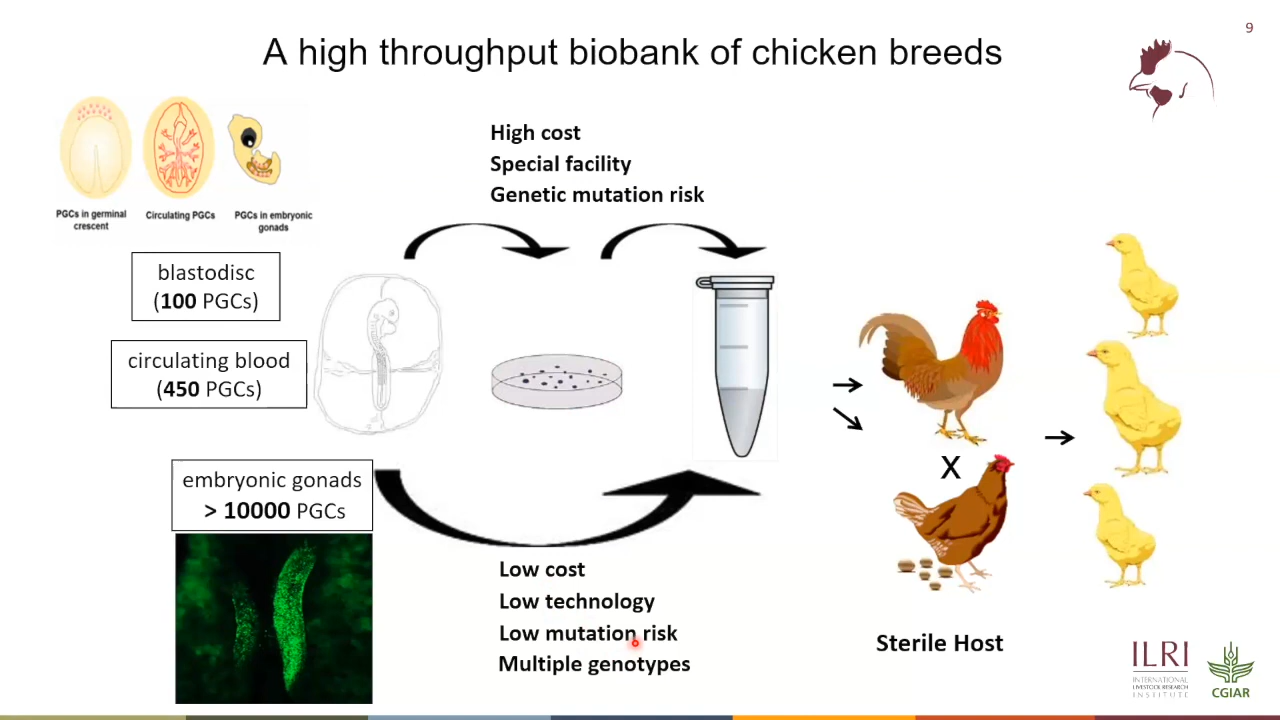 9
A high throughput biobank of chicken breeds
PGCs in germinal
crescent
Circulating PGCs
PGCs in embryonic
gonads
High cost
Special facility
Genetic mutation risk
blastodisc
(100 PGCs)
circulating blood
(450 PGCs)
embryonic gonads
> 10000 PGCs
Low cost
Low technology
Low mutation risk
Multiple genotypes
X
Sterile Host
ILRI
INTERNATIONAL
LIVESTOCK RESEARCH
INSTITUTE
CGIAR